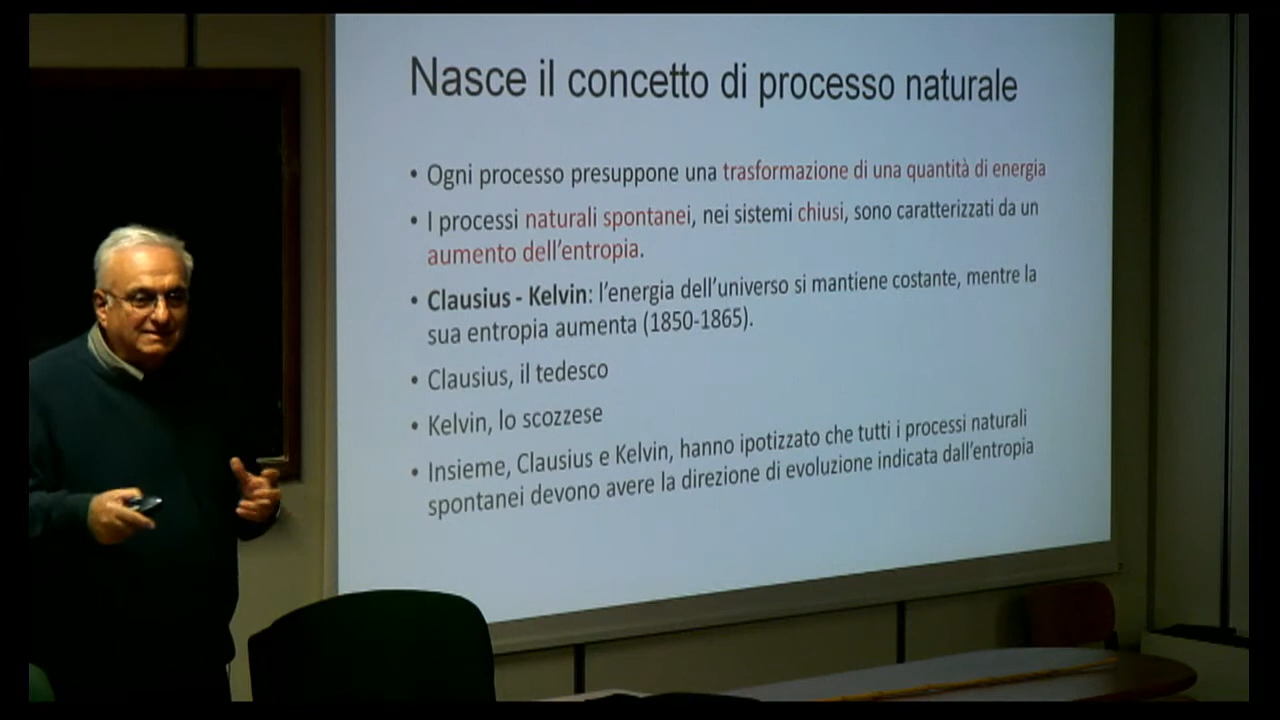 Nasce il concetto di processo naturale
• Ogni processo presuppone una trasformazione di una quantità di energia
• I processi naturali spontanei, nei sistemi chiusi, sono caratterizzati da un
aumento dell'entropia.
• Clausius - Kelvin: l'energia dell'universo si mantiene costante, mentre la
sua entropia aumenta (1850-1865).
• Clausius, il tedesco
• Kelvin, lo scozzese
• Insieme, Clausius e Kelvin, hanno ipotizzato che tutti i processi naturali
spontanei devono avere la direzione di evoluzione indicata dall'entropia